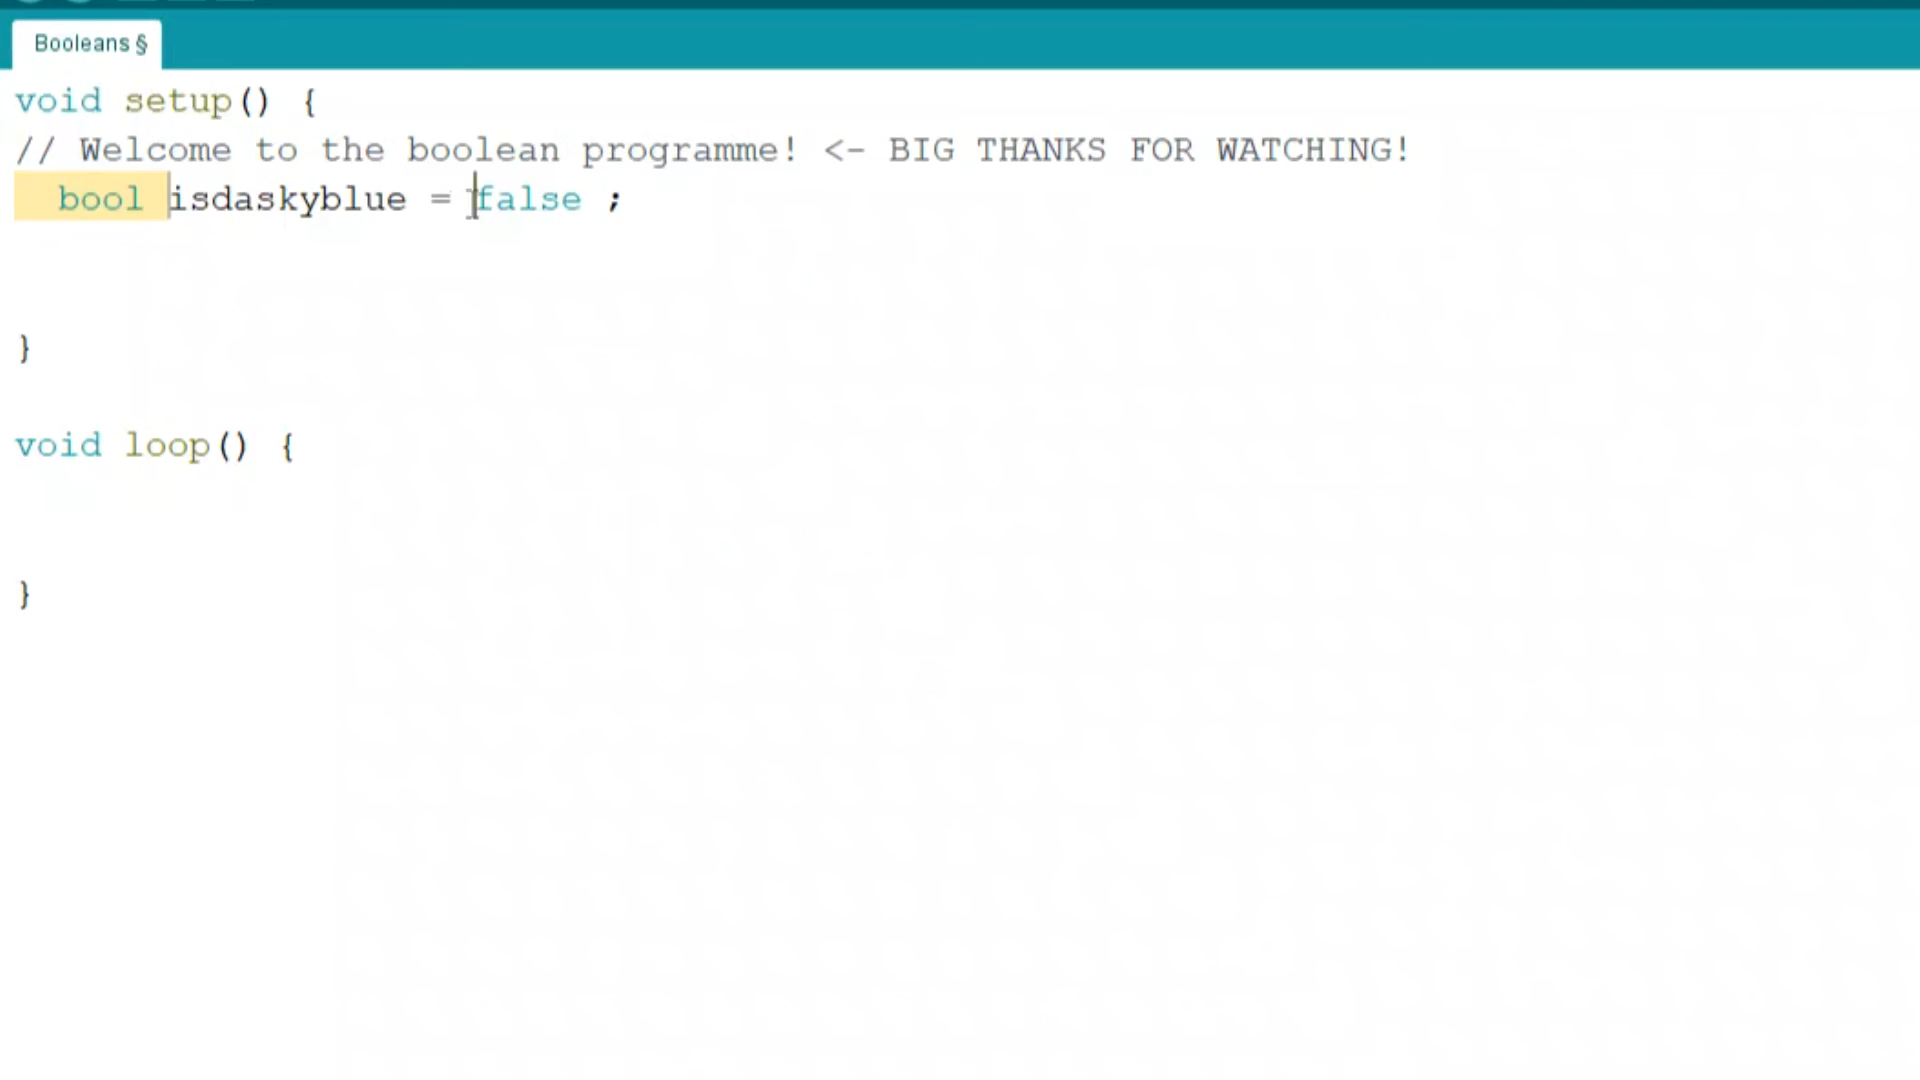 Booleans §
void setup() {
// Welcome to the boolean programme! <- BIG THANKS FOR WATCHING!
bool isdaskyblue = false ;
}
void loop() {
}